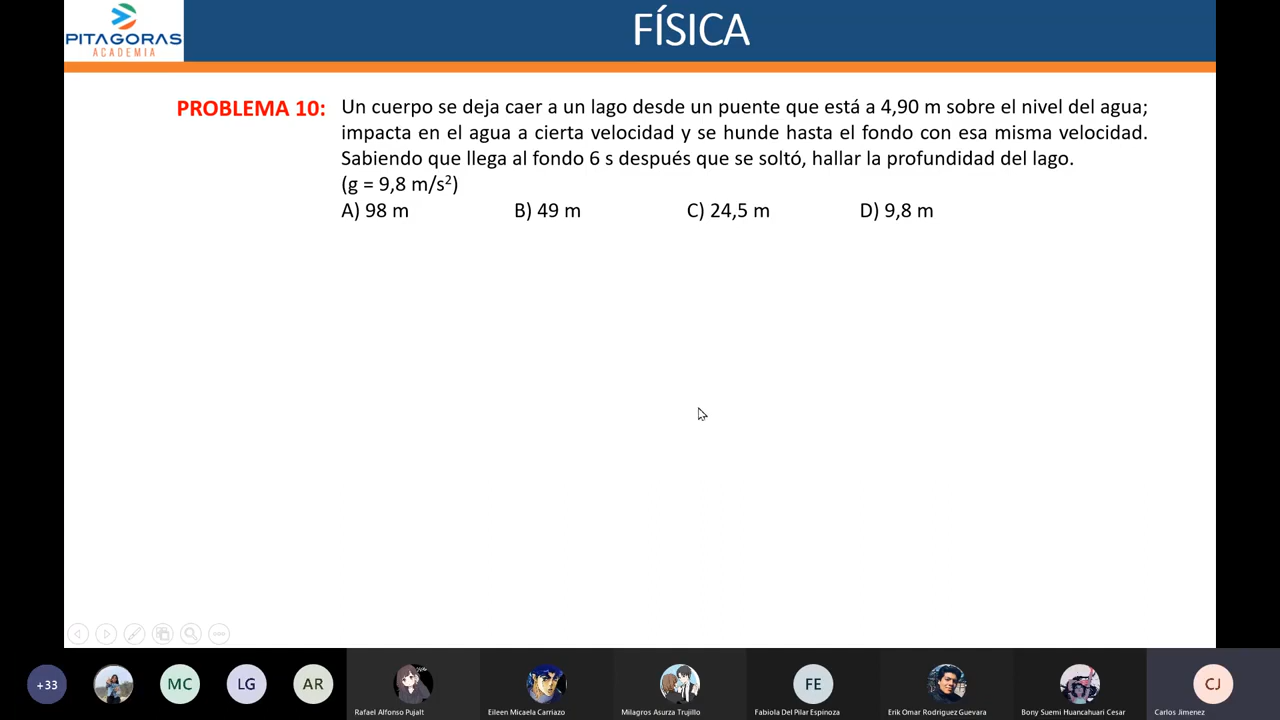 PITAGORAS
ACADEMIA
FÍSICA
PROBLEMA 10:
Un cuerpo se deja caer a un lago desde un puente que está a 4,90 m sobre el nivel del agua;
impacta en el agua a cierta velocidad y se hunde hasta el fondo con esa misma velocidad.
Sabiendo que llega al fondo 6 s después que se soltó, hallar la profundidad del lago.
(g = 9,8 m/s²)
A) 98 m B) 49 m C) 24,5 m D) 9,8 m
+33 MC LG AR FE CJ
Rafael Alfonso Pujalt Eileen Micaela Carriazo Milagros Asurza Trujillo Fabiola Del Pilar Espinoza Erik Omar Rodriguez Guevara Bony Suemi Huancahuari Cesar Carlos Jimenez